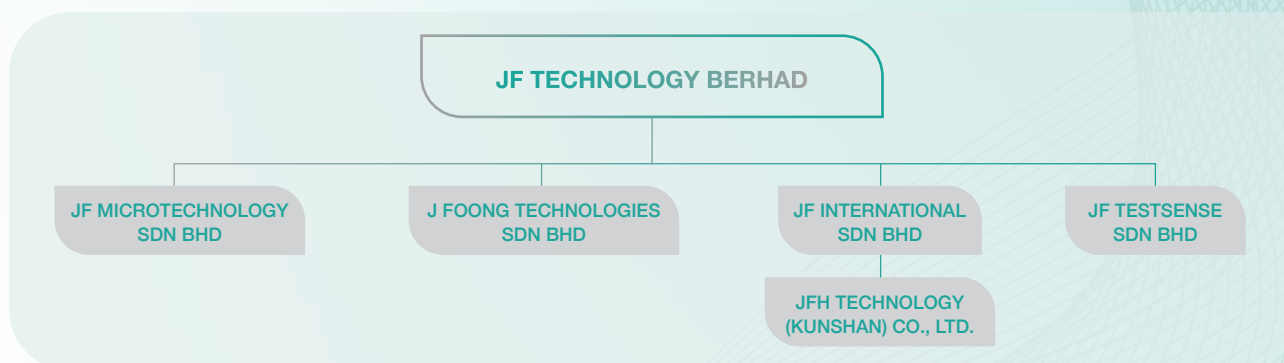 JF TECHNOLOGY BERHAD
JF MICROTECHNOLOGY
SDN BHD
J FOONG TECHNOLOGIES
SDN BHD
JF INTERNATIONAL
SDN BHD
JF TESTSENSE
SDN BHD
JFH TECHNOLOGY
(KUNSHAN) CO., LTD.